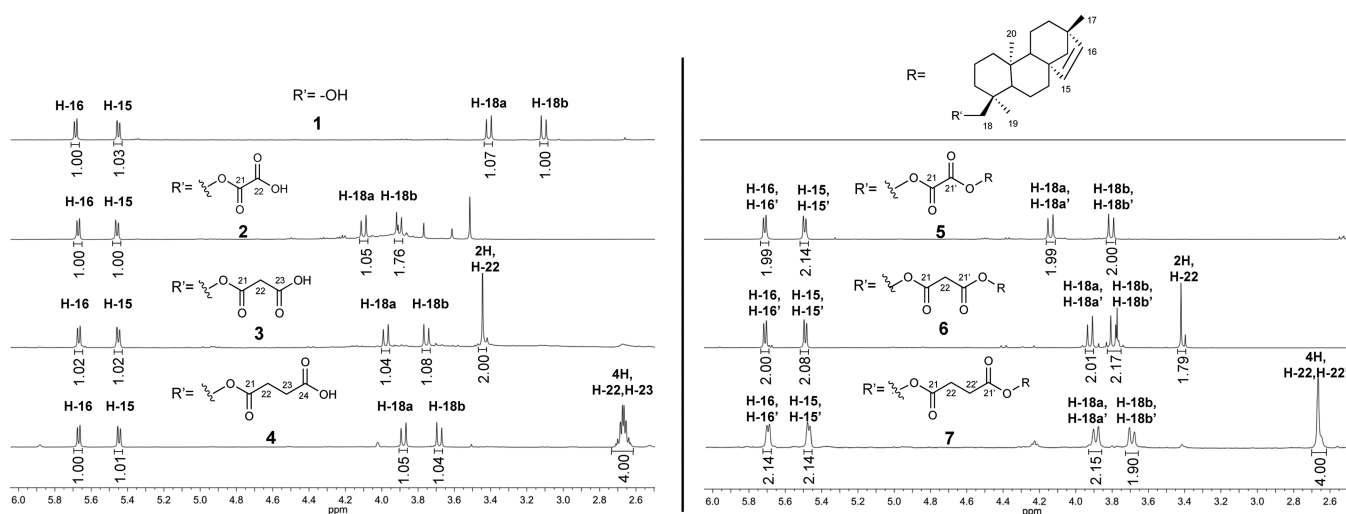 R'= -OH
1
H-16
H-15
H-18a
H-18b
1.00
1.03
1.07
1.00
R'=
O
21
22
O
OH
O
2
H-16
H-15
H-18a
H-18b
1.00
1.00
1.05
1.76
R'=
O
21
22
23
OH
O
O
3
H-16
H-15
H-18a
H-18b
2H,
H-22
1.02
1.02
1.04
1.08
2.00
R'=
O
21
22
23
24
O
OH
O
4
H-16
H-15
H-18a
H-18b
4H,
H-22,H-23
1.00
1.01
1.05
1.04
4.00
6.0 5.8 5.6 5.4 5.2 5.0 4.8 4.6 4.4 4.2 4.0 3.8 3.6 3.4 3.2 3.0 2.8 2.6
ppm
R=
R'
15
16
17
18
19
20
R'=
O
21
21'
O
O
R
O
5
H-16,
H-16'
H-15,
H-15'
H-18a,
H-18a'
H-18b,
H-18b'
1.99
2.14
1.99
2.00
R'=
O
21
22
21'
O
R
O
O
6
H-16,
H-16'
H-15,
H-15'
H-18a,
H-18a'
H-18b,
H-18b'
2H,
H-22
2.00
2.08
2.01
2.17
1.79
R'=
O
21
22
22'
21'
O
O
R
O
7
H-16,
H-16'
H-15,
H-15'
H-18a,
H-18a'
H-18b,
H-18b'
4H,
H-22,H-22'
2.14
2.14
2.15
1.90
4.00
6.0 5.8 5.6 5.4 5.2 5.0 4.8 4.6 4.4 4.2 4.0 3.8 3.6 3.4 3.2 3.0 2.8 2.6
ppm